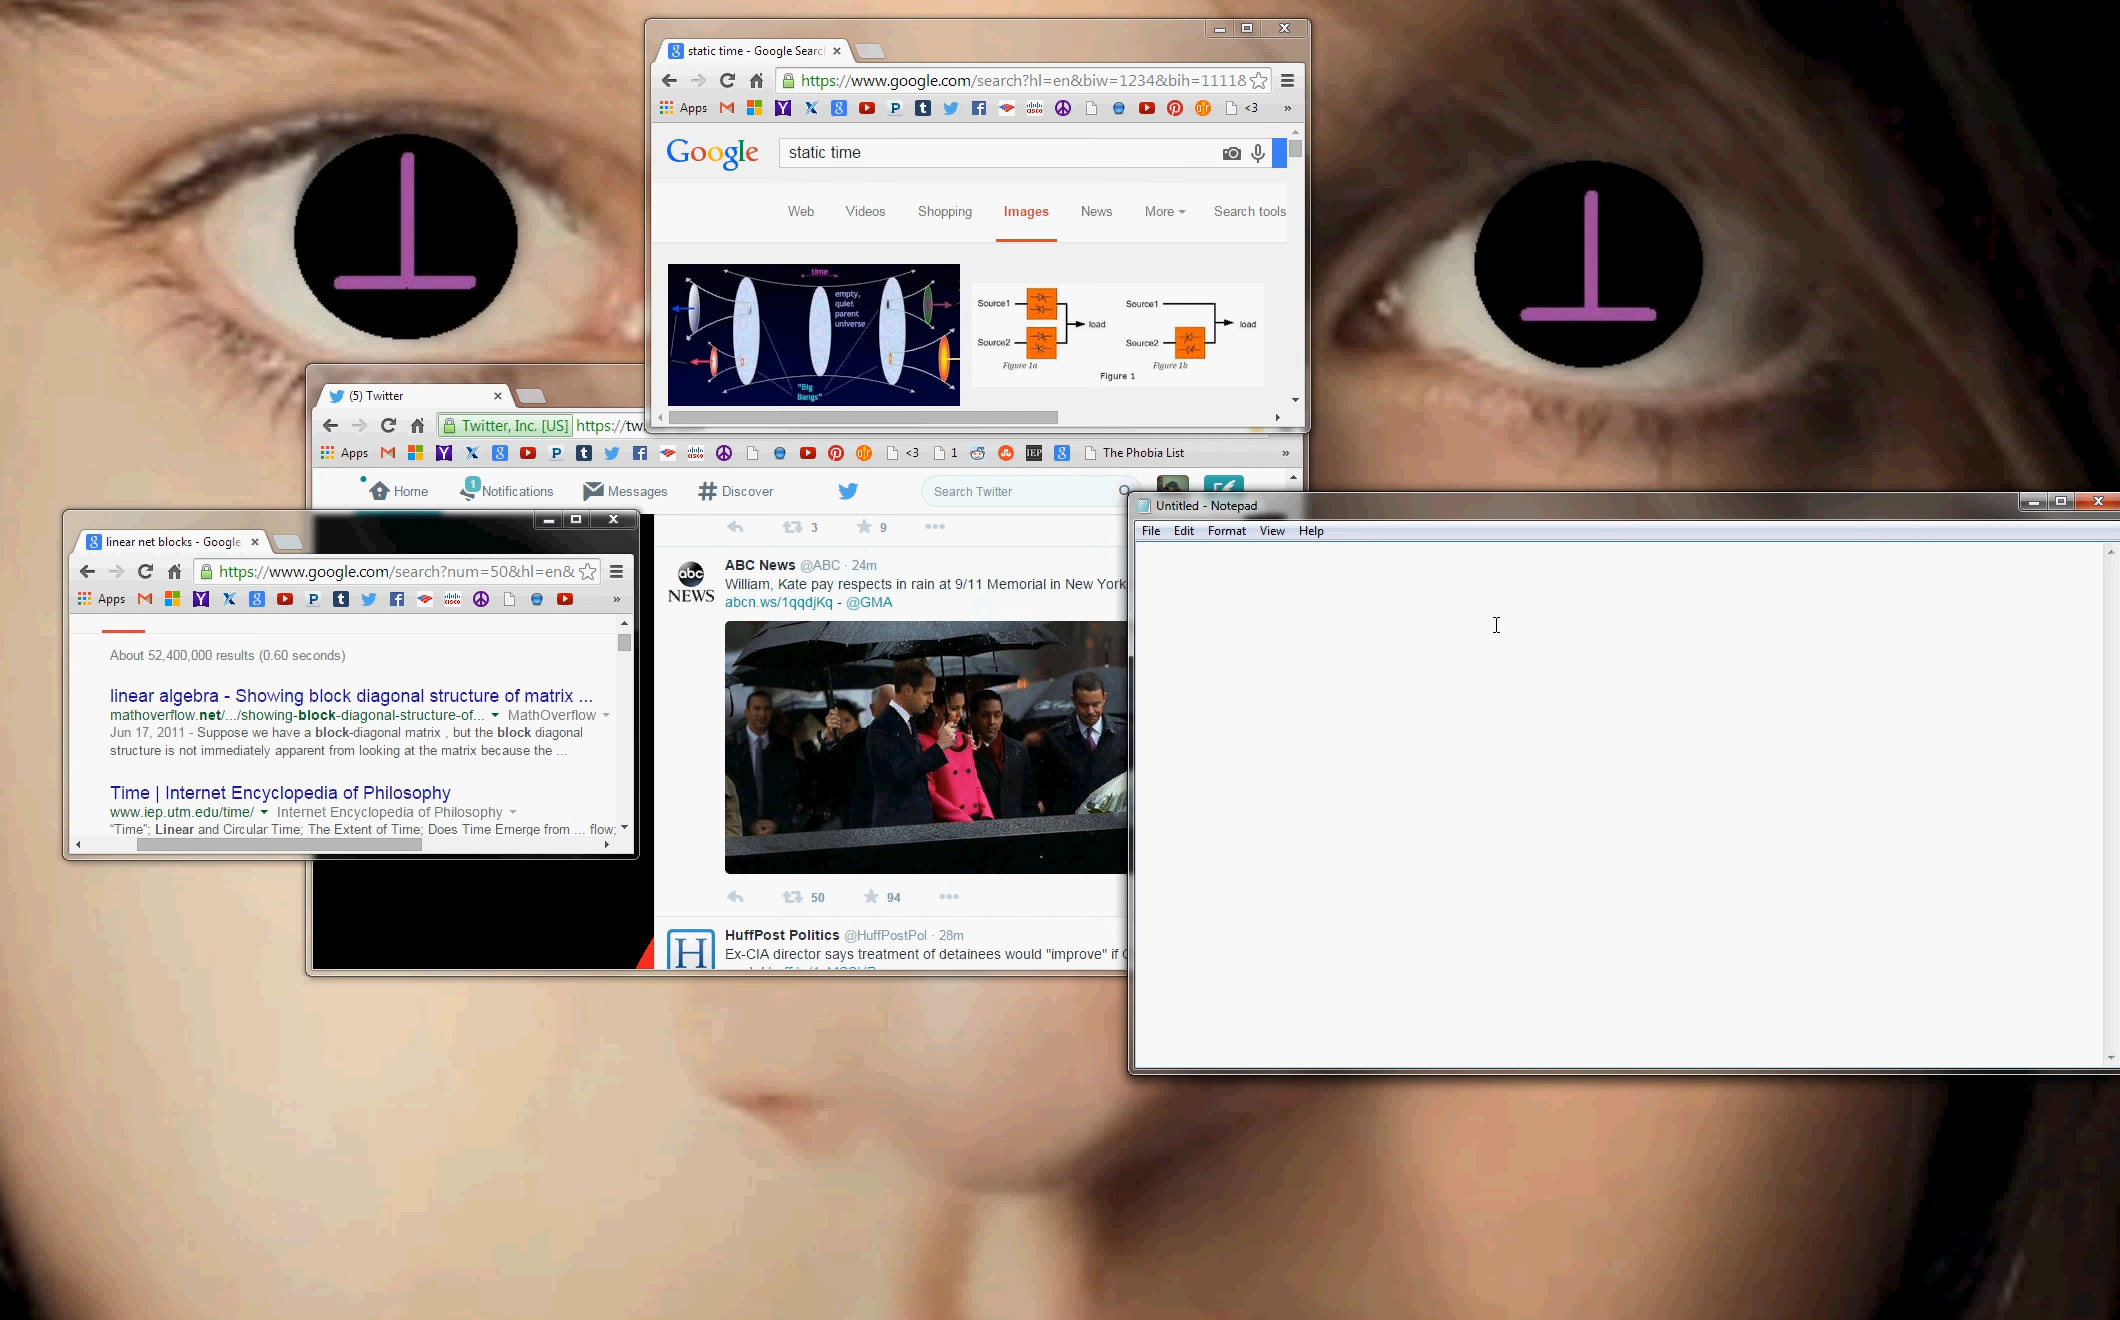 static time - Google Searc
https://www.google.com/search?hl=en&biw=1234&bih=11118
Apps
<3
»
Google
static time
Web Videos Shopping Images News More Search tools
time
empty,
quiet
parent
universe
"Big
Bangs"
Source1
Source2
load
Figure 1a
Source1
Source2
load
Figure 1b
Figure 1
(5) Twitter
Twitter, Inc. [US] https://tw
Apps
<3
1
IEP
The Phobia List
»
Home
1
Notifications
Messages
Discover
Search Twitter
3
9
abc
NEWS
ABC News @ABC · 24m
William, Kate pay respects in rain at 9/11 Memorial in New York
abcn.ws/1qqdjKq - @GMA
50
94
H
HuffPost Politics @HuffPostPol · 28m
Ex-CIA director says treatment of detainees would "improve" if
linear net blocks - Google
https://www.google.com/search?num=50&hl=en&
Apps
»
About 52,400,000 results (0.60 seconds)
linear algebra - Showing block diagonal structure of matrix ...
mathoverflow.net/.../showing-block-diagonal-structure-of... MathOverflow
Jun 17, 2011 - Suppose we have a block-diagonal matrix , but the block diagonal
structure is not immediately apparent from looking at the matrix because the ...
Time | Internet Encyclopedia of Philosophy
www.iep.utm.edu/time/ Internet Encyclopedia of Philosophy
"Time"; Linear and Circular Time; The Extent of Time; Does Time Emerge from ... flow;
Untitled - Notepad
File Edit Format View Help